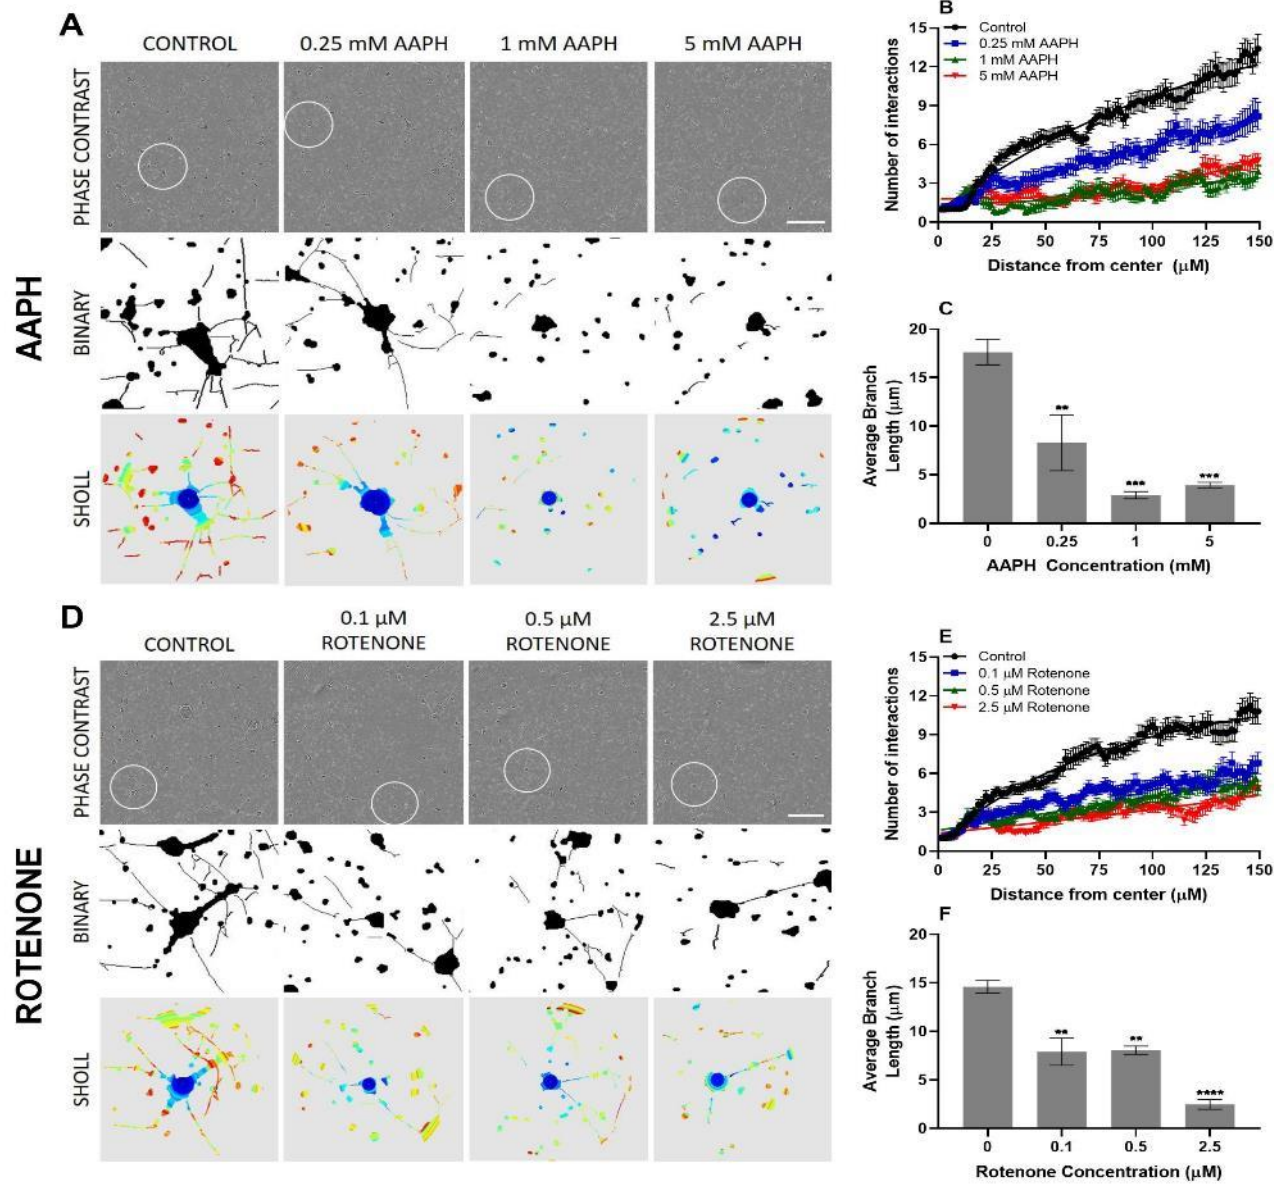 A
CONTROL
0.25 mM AAPH
1 mM AAPH
5 mM AAPH
AAPH
PHASE CONTRAST
BINARY
SHOLL
B
Control
0.25 mM AAPH
1 mM AAPH
5 mM AAPH
Number of interactions
15
12
9
6
3
0
0 25 50 75 100 125 150
Distance from center (μM)
C
Average Branch
Length (μm)
20
15
10
5
0
**
***
***
0 0.25 1 5
AAPH Concentration (mM)
D
CONTROL
0.1 μM
ROTENONE
0.5 μM
ROTENONE
2.5 μM
ROTENONE
ROTENONE
PHASE CONTRAST
BINARY
SHOLL
E
Control
0.1 μM Rotenone
0.5 μM Rotenone
2.5 μM Rotenone
Number of interactions
15
12
9
6
3
0
0 25 50 75 100 125 150
Distance from center (μM)
F
Average Branch
Length (μm)
20
15
10
5
0
**
**
****
0 0.1 0.5 2.5
Rotenone Concentration (μM)